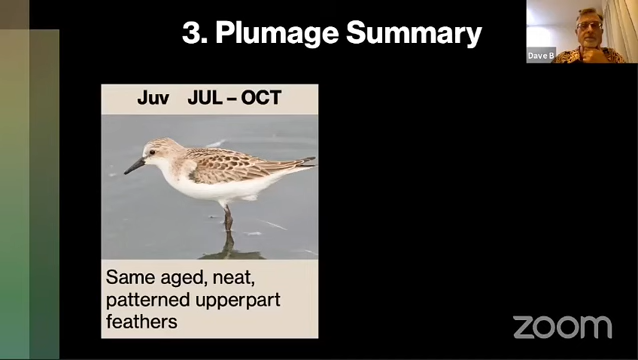 3. Plumage Summary
Dave B
Juv JUL – OCT
Same aged, neat,
patterned upperpart
feathers
zoom